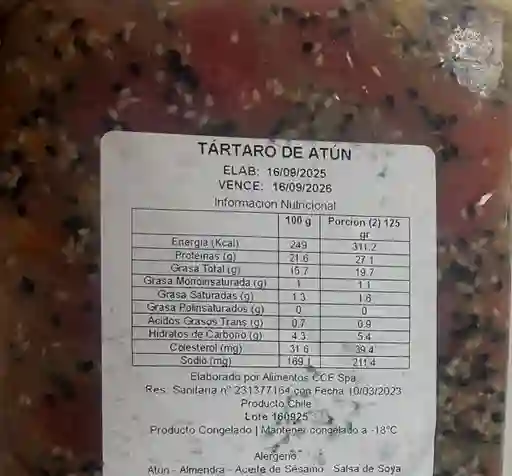 TÁRTARO DE ATÚN
ELAB: 16/09/2025
VENCE: 16/09/2026
Informacion Nutricional
100 g Porcion (2) 125 gr
Energia (Kcal) 249 311.2
Proteinas (g) 21.6 27.1
Grasa Total (g) 15.7 19.7
Grasa Monoinsaturada (g) 1 1.1
Grasa Saturadas (g) 1.3 1.6
Grasa Poliinsaturados (g) 0 0
Acidos Grasos Trans (g) 0.7 0.9
Hidratos de Carbono (g) 4.3 5.4
Colesterol (mg) 31.6 39.4
Sodio (mg) 169.1 211.4
Elaborado por Alimentos CCF Spa
Res. Sanitaria nº 231377164 con Fecha 10/03/2023
Producto Chile
Lote 160925
Producto Congelado | Mantener congelado a -18°C
Alergeno
Atún - Almendra - Aceite de Sésamo Salsa de Soya